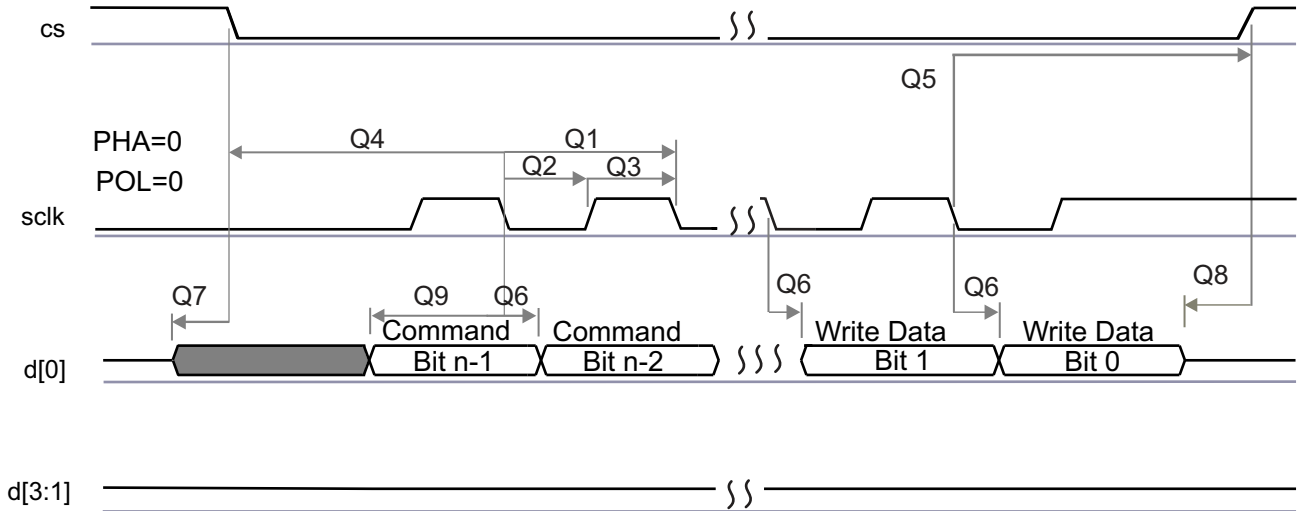 cs
Q5
PHA=0
Q4
Q1
POL=0
Q2
Q3
sclk
Q7
Q9
Q6
Q6
Q6
Q8
Command
Command
Write Data
Write Data
d[0]
Bit n-1
Bit n-2
Bit 1
Bit 0
d[3:1]